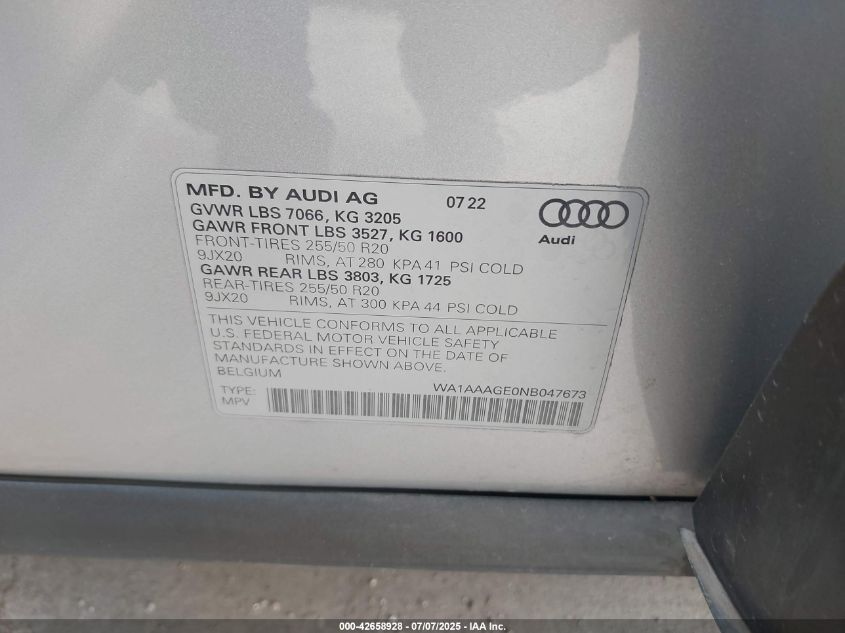 MFD. BY AUDI AG 07 22
GVWR LBS 7066, KG 3205
GAWR FRONT LBS 3527, KG 1600
FRONT-TIRES 255/50 R20
9JX20 RIMS, AT 280 KPA 41 PSI COLD
GAWR REAR LBS 3803, KG 1725
REAR-TIRES 255/50 R20
9JX20 RIMS, AT 300 KPA 44 PSI COLD
Audi
THIS VEHICLE CONFORMS TO ALL APPLICABLE
U.S. FEDERAL MOTOR VEHICLE SAFETY
STANDARDS IN EFFECT ON THE DATE OF
MANUFACTURE SHOWN ABOVE.
BELGIUM
WA1AAAGE0NB047673
TYPE:
MPV
000-42658928 - 07/07/2025 - © IAA Inc.